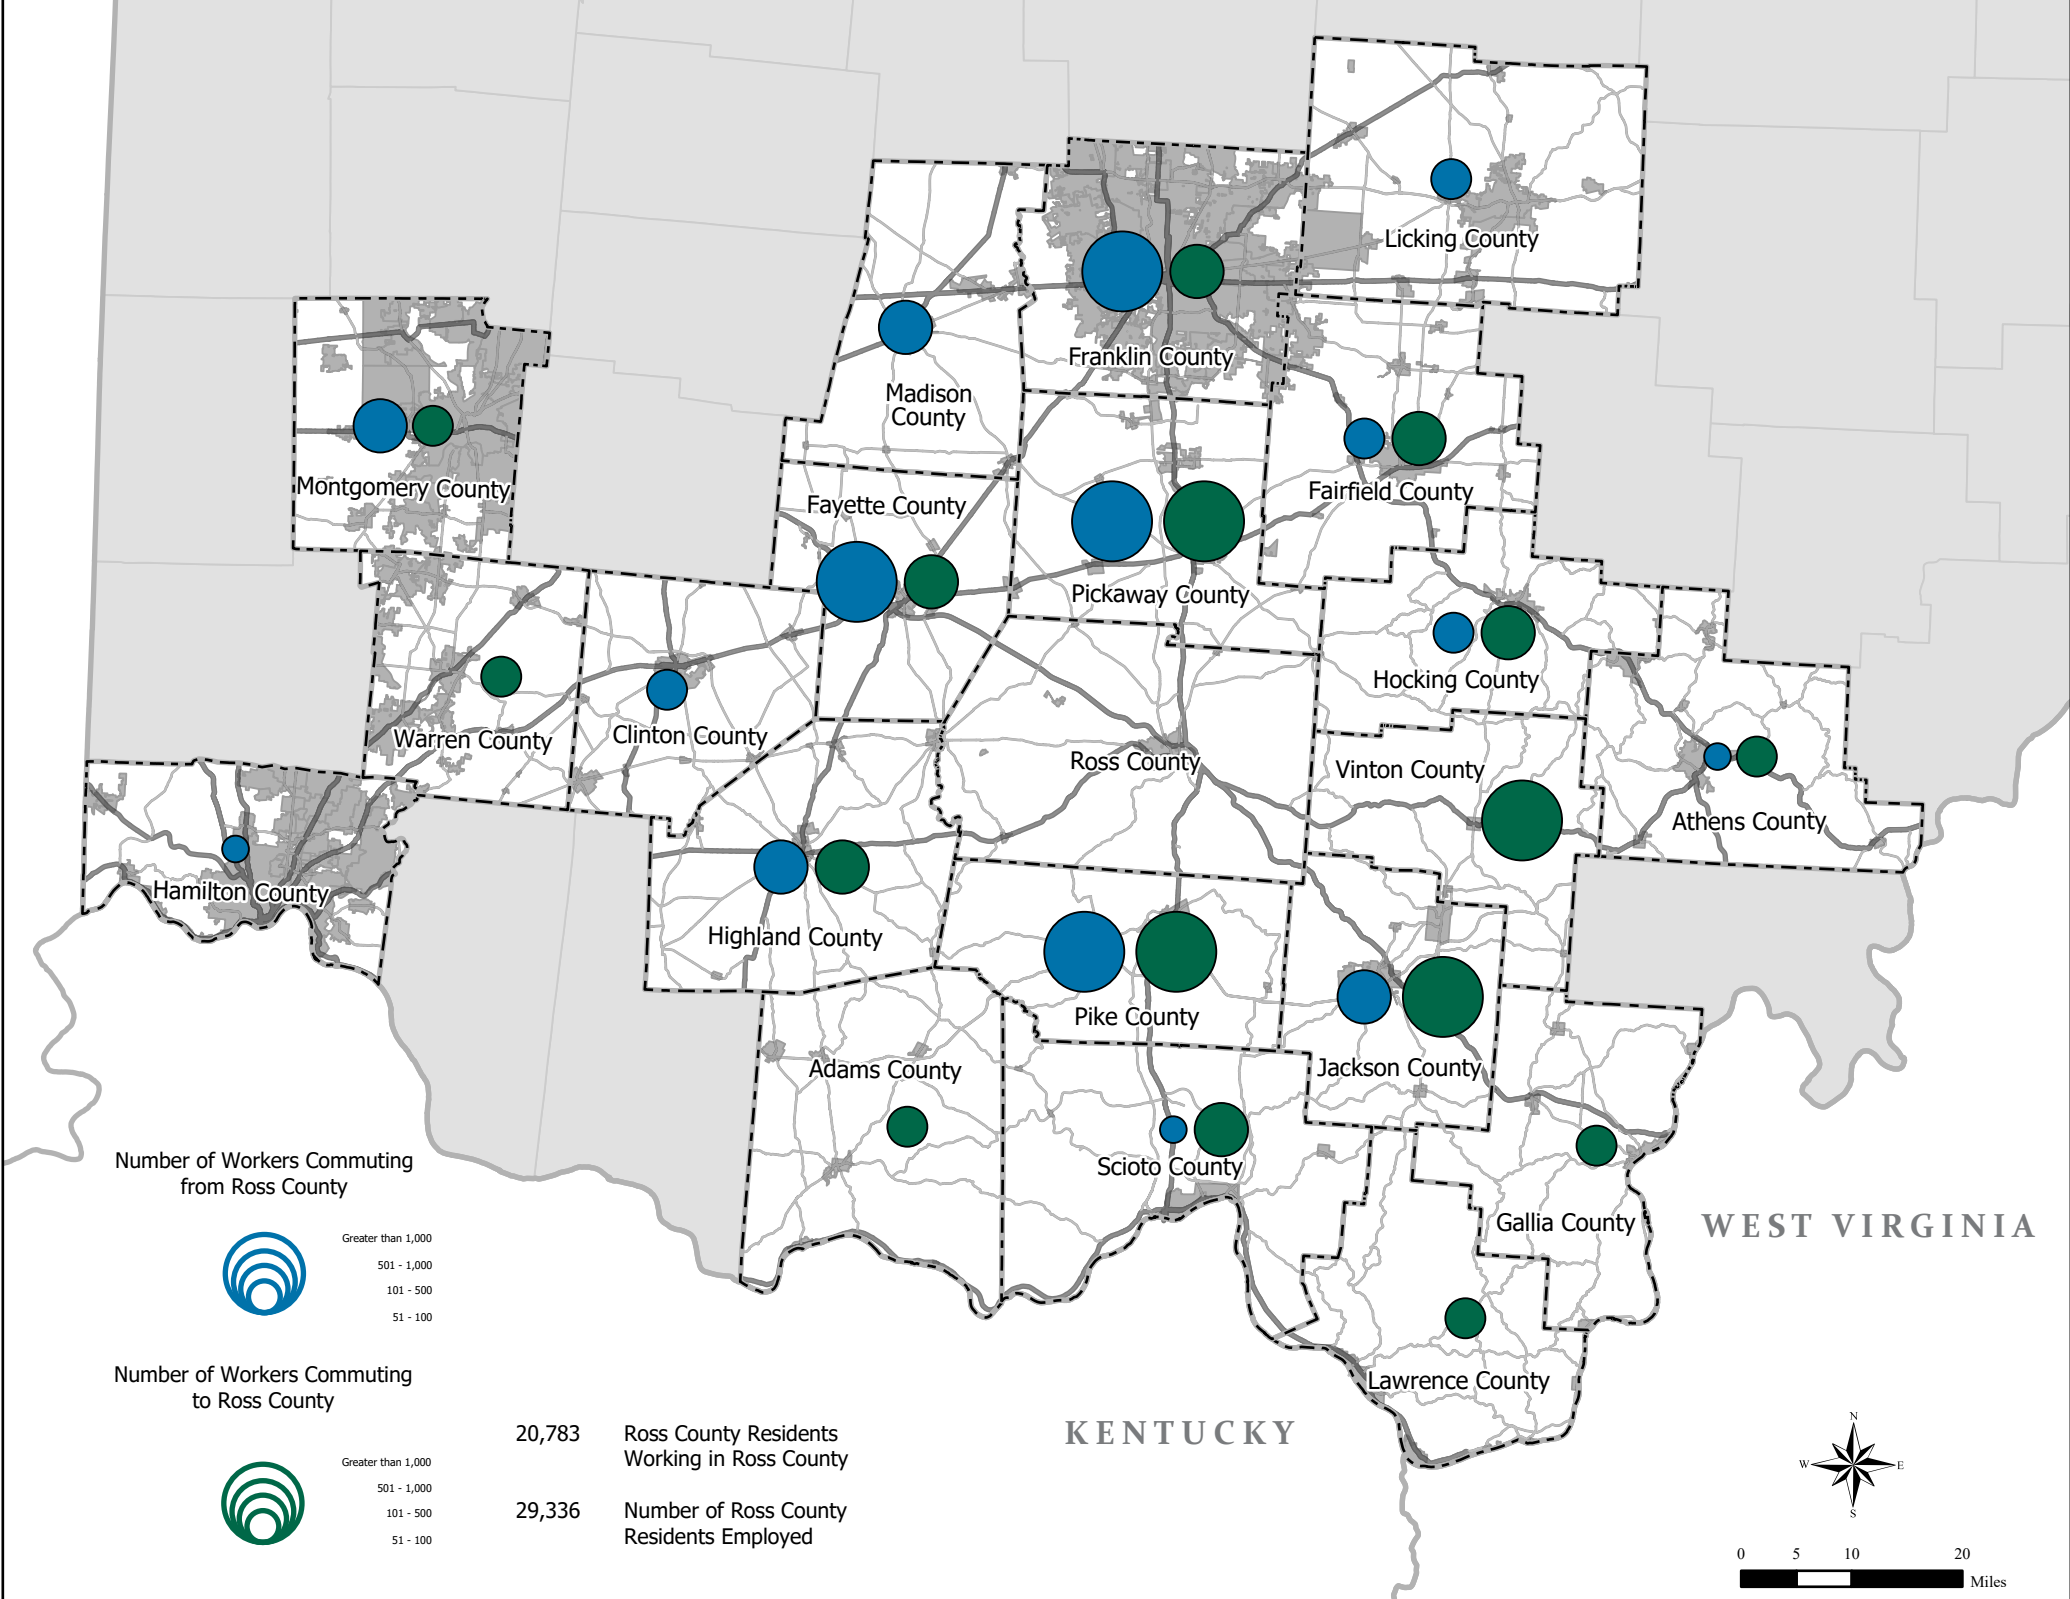 Licking County
Franklin County
Madison
County
Montgomery County
Fairfield County
Fayette County
Pickaway County
Hocking County
Warren County
Clinton County
Ross County
Vinton County
Athens County
Hamilton County
Highland County
Pike County
Jackson County
Adams County
Scioto County
Gallia County
WEST VIRGINIA
Lawrence County
KENTUCKY
Number of Workers Commuting
from Ross County
Greater than 1,000
501 - 1,000
101 - 500
51 - 100
Number of Workers Commuting
to Ross County
Greater than 1,000
501 - 1,000
101 - 500
51 - 100
20,783 Ross County Residents
Working in Ross County
29,336 Number of Ross County
Residents Employed
N
W E
S
0 5 10 20
Miles